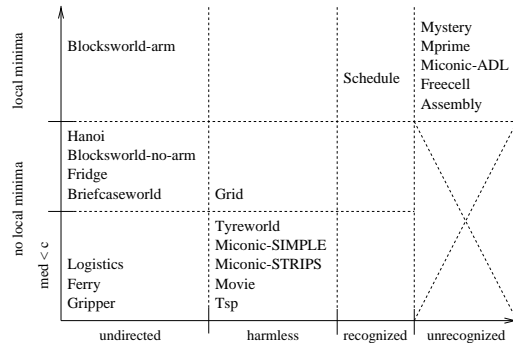 local minima
Blocksworld-arm
Schedule
Mystery
Mprime
Miconic-ADL
Freecell
Assembly
no local minima
Hanoi
Blocksworld-no-arm
Fridge
Briefcaseworld
Grid
med < c
Logistics
Ferry
Gripper
Tyreworld
Miconic-SIMPLE
Miconic-STRIPS
Movie
Tsp
undirected
harmless
recognized
unrecognized